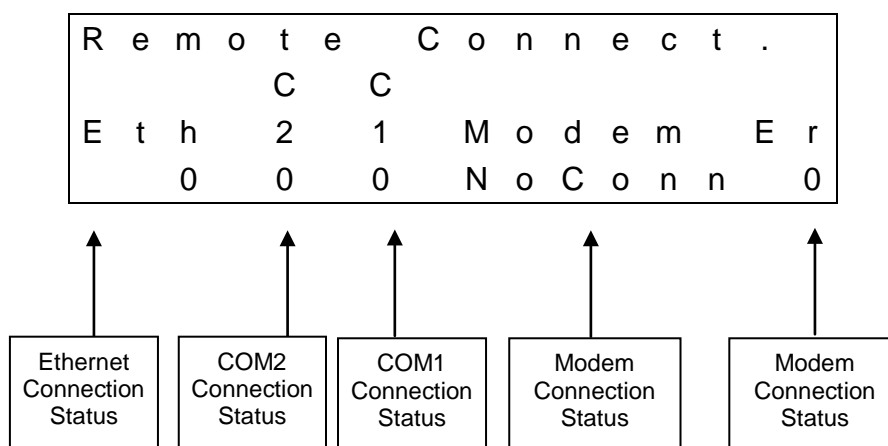 Remote Connect.
C C
Eth 2 1 Modem Er
0 0 0 NoConn 0
Ethernet
Connection
Status
COM2
Connection
Status
COM1
Connection
Status
Modem
Connection
Status
Modem
Connection
Status